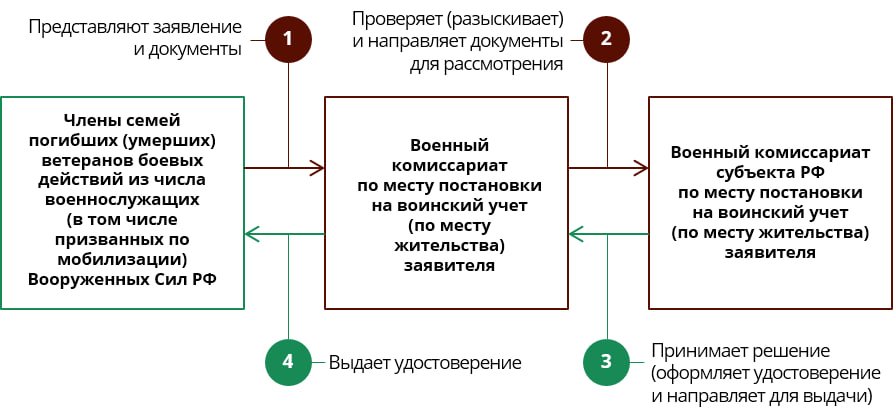 Представляют заявление
и документы
1
Проверяет (разыскивает)
и направляет документы
для рассмотрения
2
Члены семей
погибших (умерших)
ветеранов боевых
действий из числа
военнослужащих
(в том числе
призванных по
мобилизации)
Вооруженных Сил РФ
Военный
комиссариат
по месту постановки
на воинский учет
(по месту
жительства)
заявителя
Военный комиссариат
субъекта РФ
по месту постановки
на воинский учет
(по месту жительства)
заявителя
4
Выдает удостоверение
3
Принимает решение
(оформляет удостоверение
и направляет для выдачи)